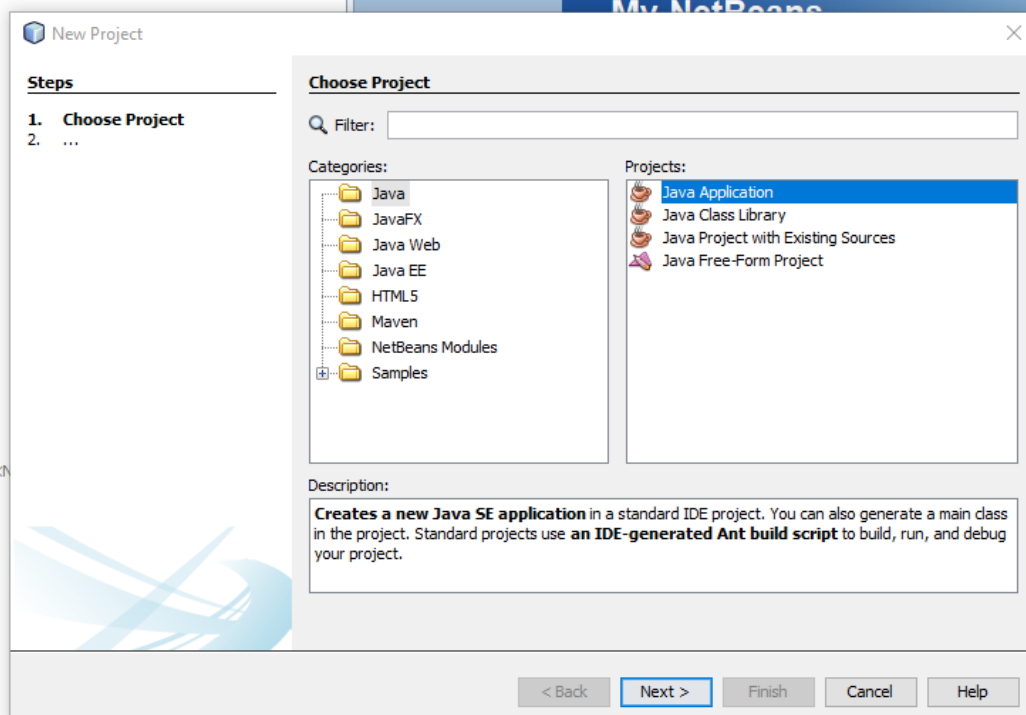 My NetBeans
New Project
Steps
1. Choose Project
2. ...
Choose Project
Filter:
Categories:
Java
JavaFX
Java Web
Java EE
HTML5
Maven
NetBeans Modules
Samples
Projects:
Java Application
Java Class Library
Java Project with Existing Sources
Java Free-Form Project
Description:
Creates a new Java SE application in a standard IDE project. You can also generate a main class
in the project. Standard projects use an IDE-generated Ant build script to build, run, and debug
your project.
< Back
Next >
Finish
Cancel
Help